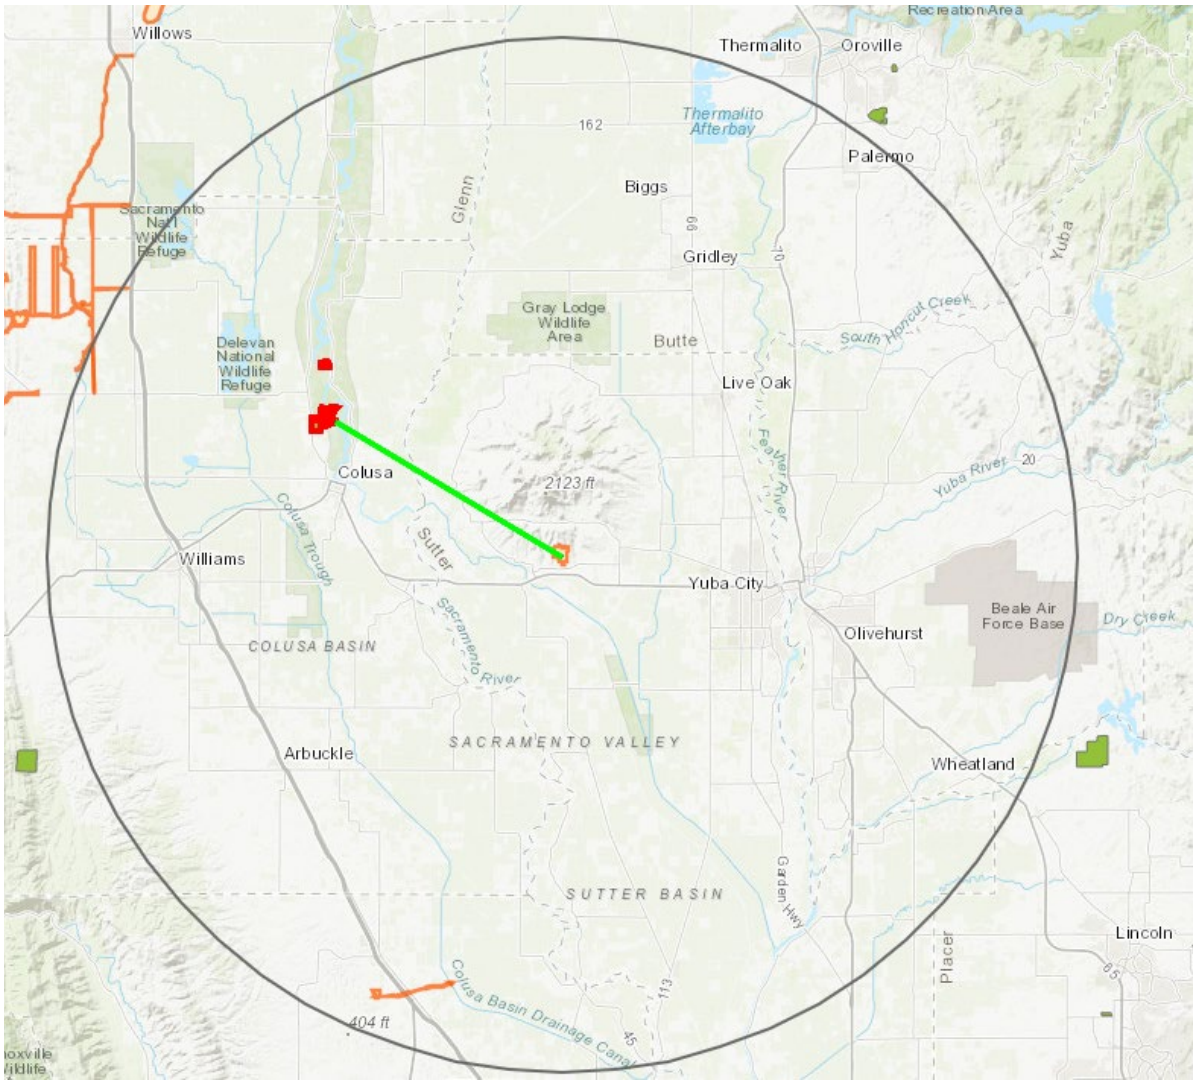 Recreation Area
Willows
Thermalito
Oroville
Thermalito
Afterbay
162
Palermo
Biggs
Glenn
Sacramento
Nat'l
Wildlife
Refuge
99
70
Yuba
Gridley
Gray Lodge
Wildlife
Area
South Honcut Creek
Delevan
National
Wildlife
Refuge
Butte
Live Oak
Feather River
Yuba River
20
Colusa
2123 ft
Colusa Trough
Sutter
Williams
Yuba City
Beale Air
Force Base
Dry Creek
Olivehurst
Sacramento River
COLUSA BASIN
SACRAMENTO VALLEY
Arbuckle
Wheatland
SUTTER BASIN
Garden Hwy
Lincoln
Placer
65
Colusa Basin Drainage Canal
113
404 ft
45